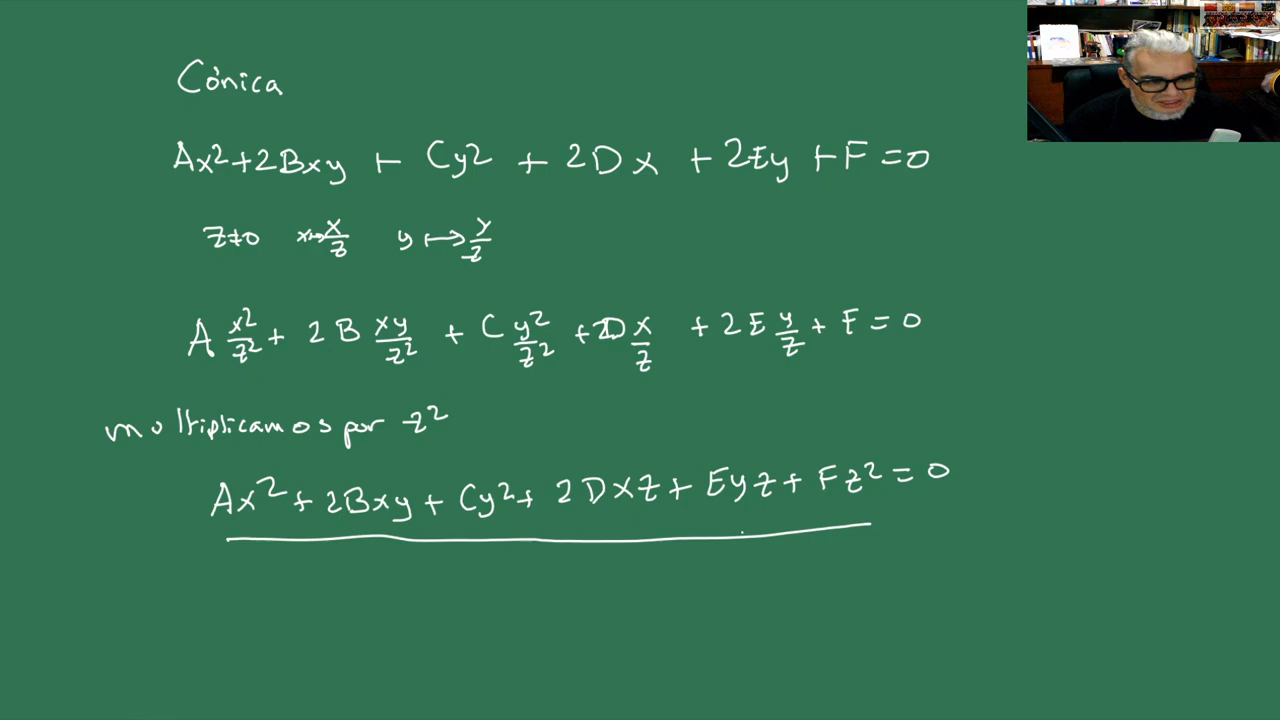 Cónica
Ax²+2Bxy + Cy² + 2Dx + 2Ey + F = 0
z≠0 x↦x/z y↦y/z
A x²/z² + 2B xy/z² + C y²/z² + 2D x/z + 2E y/z + F = 0
multiplicamos por z²
Ax² + 2Bxy + Cy² + 2Dxz + Eyz + Fz² = 0